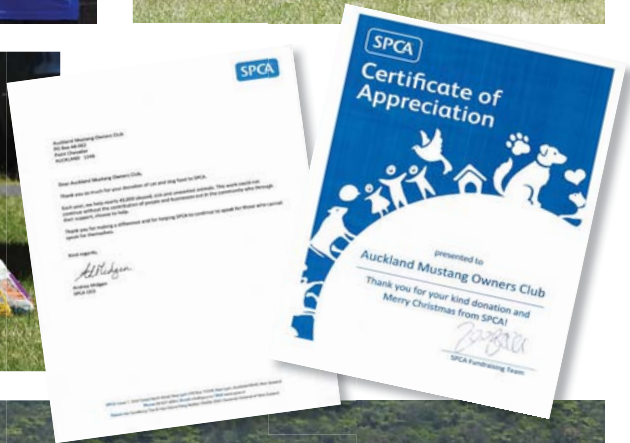 SPCA
Auckland Mustang Owners Club
PO Box 44-063
Point Chevalier
AUCKLAND 1246
Dear Auckland Mustang Owners Club,
Thank you so much for your donation of cat and dog food to SPCA.
Each year, we help nearly 40,000 abused, sick and unwanted animals. This work could not
continue without the contribution of people and businesses out in the community who, through
their support, choose to help.
Thank you for making a difference and for helping SPCA to continue to speak for those who cannot
speak for themselves.
Kind regards,
Andrea Midgen
SPCA CEO
SPCA
Certificate of
Appreciation
presented to
Auckland Mustang Owners Club
Thank you for your kind donation and
Merry Christmas from SPCA!
SPCA Fundraising Team